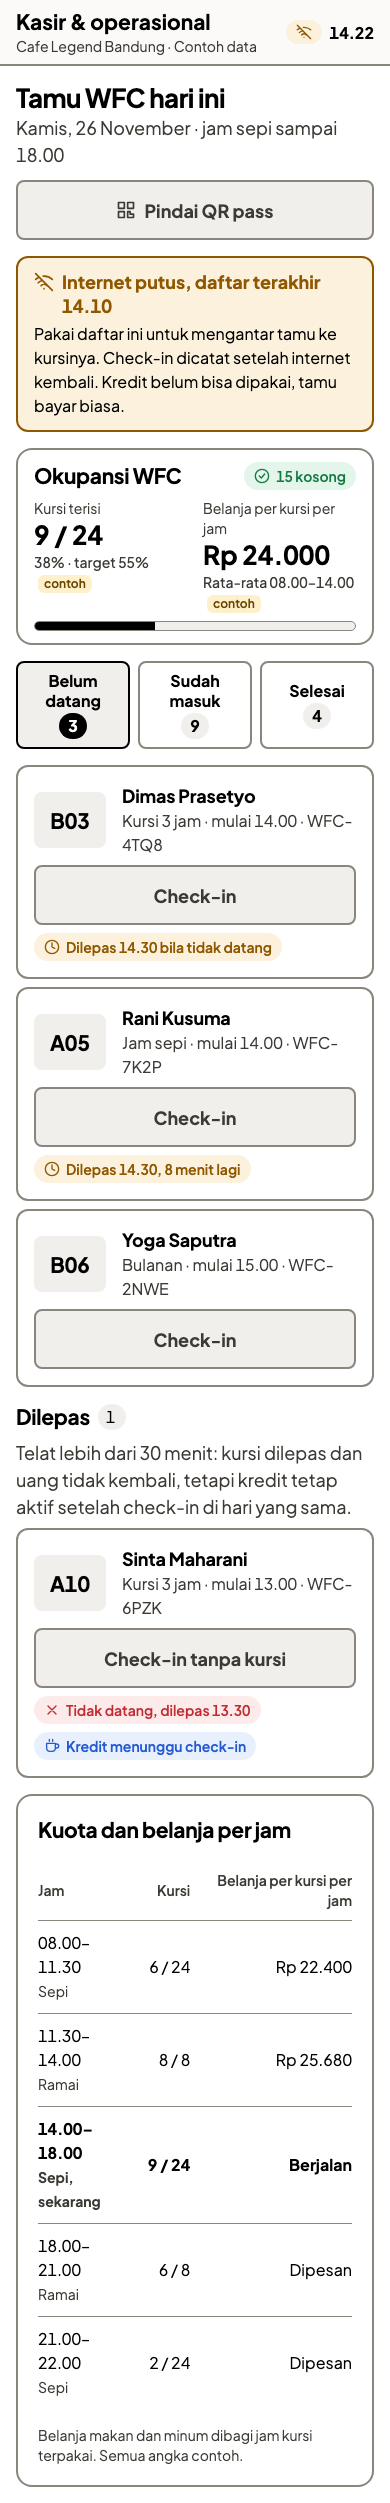 Kasir & operasional
Cafe Legend Bandung · Contoh data
14.22
Tamu WFC hari ini
Kamis, 26 November · jam sepi sampai
18.00
Pindai QR pass
Internet putus, daftar terakhir
14.10
Pakai daftar ini untuk mengantar tamu ke
kursinya. Check-in dicatat setelah internet
kembali. Kredit belum bisa dipakai, tamu
bayar biasa.
Okupansi WFC
15 kosong
Kursi terisi
9 / 24
38% · target 55%
contoh
Belanja per kursi per
jam
Rp 24.000
Rata-rata 08.00–14.00
contoh
Belum
datang
3
Sudah
masuk
9
Selesai
4
B03
Dimas Prasetyo
Kursi 3 jam · mulai 14.00 · WFC-
4TQ8
Check-in
Dilepas 14.30 bila tidak datang
A05
Rani Kusuma
Jam sepi · mulai 14.00 · WFC-
7K2P
Check-in
Dilepas 14.30, 8 menit lagi
B06
Yoga Saputra
Bulanan · mulai 15.00 · WFC-
2NWE
Check-in
Dilepas 1
Telat lebih dari 30 menit: kursi dilepas dan
uang tidak kembali, tetapi kredit tetap
aktif setelah check-in di hari yang sama.
A10
Sinta Maharani
Kursi 3 jam · mulai 13.00 · WFC-
6PZK
Check-in tanpa kursi
Tidak datang, dilepas 13.30
Kredit menunggu check-in
Kuota dan belanja per jam
Jam
Kursi
Belanja per kursi per
jam
08.00–
11.30
Sepi
6 / 24
Rp 22.400
11.30–
14.00
Ramai
8 / 8
Rp 25.680
14.00–
18.00
Sepi,
sekarang
9 / 24
Berjalan
18.00–
21.00
Ramai
6 / 8
Dipesan
21.00–
22.00
Sepi
2 / 24
Dipesan
Belanja makan dan minum dibagi jam kursi
terpakai. Semua angka contoh.